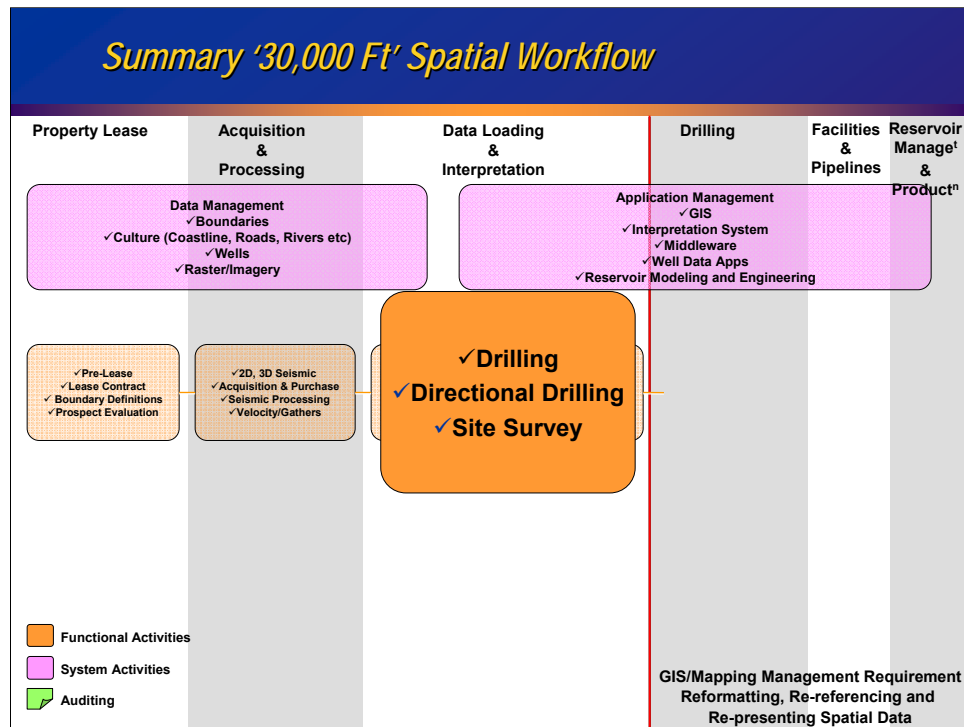 Summary ‘30,000 Ft’ Spatial Workflow
Property Lease
Acquisition
&
Processing
Data Loading
&
Interpretation
Drilling
Facilities
&
Pipelines
Reservoir
Manageᵗ
&
Productⁿ
Data Management
✓Boundaries
✓Culture (Coastline, Roads, Rivers etc)
✓Wells
✓Raster/Imagery
Application Management
✓GIS
✓Interpretation System
✓Middleware
✓Well Data Apps
✓Reservoir Modeling and Engineering
✓Pre-Lease
✓Lease Contract
✓Boundary Definitions
✓Prospect Evaluation
✓2D, 3D Seismic
✓Acquisition & Purchase
✓Seismic Processing
✓Velocity/Gathers
✓Drilling
✓Directional Drilling
✓Site Survey
Functional Activities
System Activities
Auditing
GIS/Mapping Management Requirement
Reformatting, Re-referencing and
Re-presenting Spatial Data